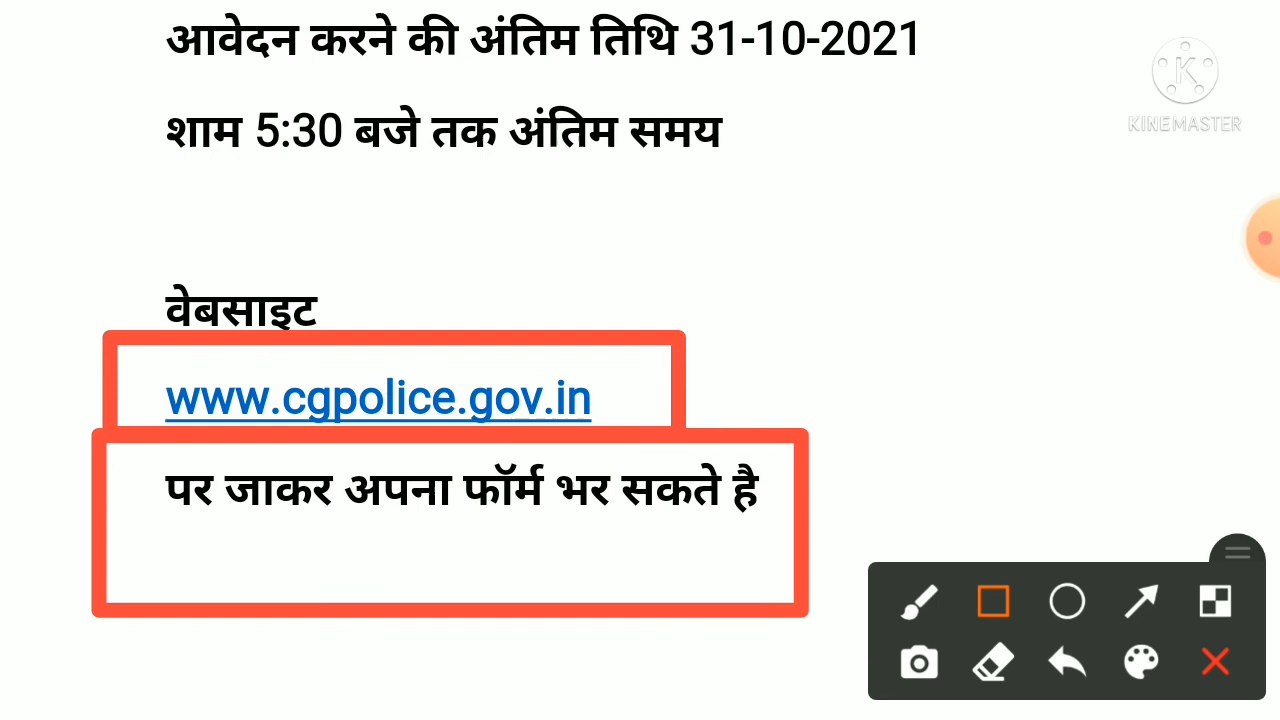 आवेदन करने की अंतिम तिथि 31-10-2021
शाम 5:30 बजे तक अंतिम समय
वेबसाइट
www.cgpolice.gov.in
पर जाकर अपना फॉर्म भर सकते है
K
KINEMASTER